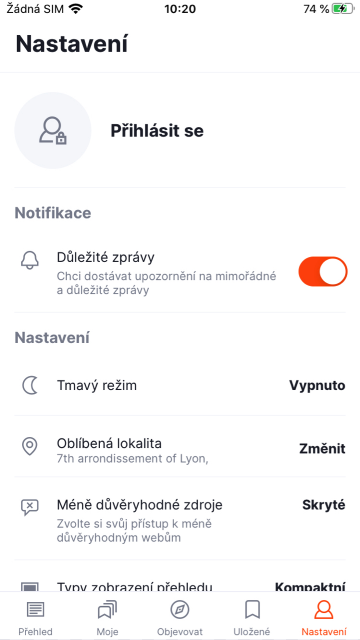 Žádná SIM 10:20 74 %
Nastavení
Přihlásit se
Notifikace
Důležité zprávy
Chci dostávat upozornění na mimořádné
a důležité zprávy
Nastavení
Tmavý režim Vypnuto
Oblíbená lokalita Změnit
7th arrondissement of Lyon,
Méně důvěryhodné zdroje Skryté
Zvolte si svůj přístup k méně
důvěryhodným webům
Typy zobrazení přehledu Kompaktní
Přehled Moje Objevovat Uložené Nastavení